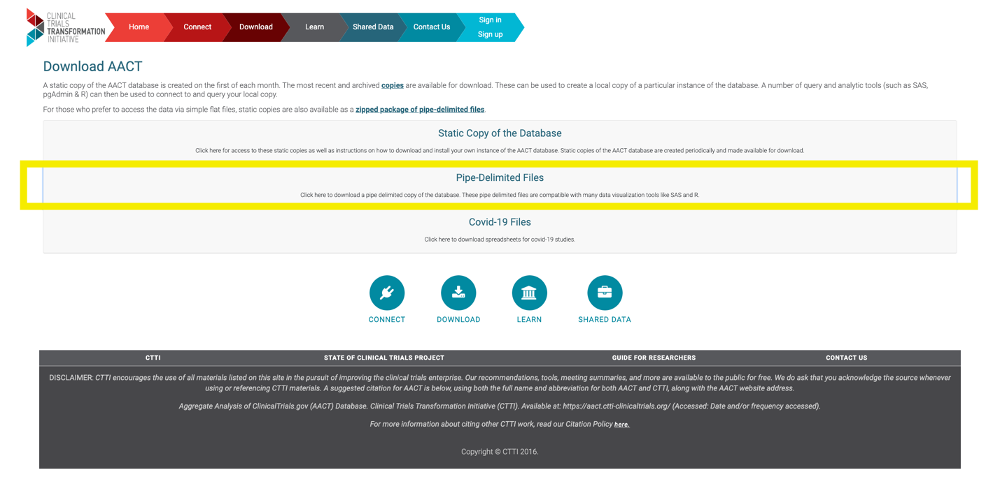 CLINICAL
TRIALS
TRANSFORMATION
INITIATIVE
Home
Connect
Download
Learn
Shared Data
Contact Us
Sign in
Sign up
Download AACT
A static copy of the AACT database is created on the first of each month. The most recent and archived copies are available for download. These can be used to create a local copy of a particular instance of the database. A number of query and analytic tools (such as SAS,
pgAdmin & R) can then be used to connect to and query your local copy.
For those who prefer to access the data via simple flat files, static copies are also available as a zipped package of pipe-delimited files.
Static Copy of the Database
Click here for access to these static copies as well as instructions on how to download and install your own instance of the AACT database. Static copies of the AACT database are created periodically and made available for download.
Pipe-Delimited Files
Click here to download a pipe delimited copy of the database. These pipe delimited files are compatible with many data visualization tools like SAS and R.
Covid-19 Files
Click here to download spreadsheets for covid-19 studies.
CONNECT
DOWNLOAD
LEARN
SHARED DATA
CTTI
STATE OF CLINICAL TRIALS PROJECT
GUIDE FOR RESEARCHERS
CONTACT US
DISCLAIMER: CTTI encourages the use of all materials listed on this site in the pursuit of improving the clinical trials enterprise. Our recommendations, tools, meeting summaries, and more are available to the public for free. We do ask that you acknowledge the source whenever
using or referencing CTTI materials. A suggested citation for AACT is below, using both the full name and abbreviation for both AACT and CTTI, along with the AACT website address.
Aggregate Analysis of ClinicalTrials.gov (AACT) Database. Clinical Trials Transformation Initiative (CTTI). Available at: https://aact.ctti-clinicaltrials.org/ (Accessed: Date and/or frequency accessed).
For more information about citing other CTTI work, read our Citation Policy here.
Copyright © CTTI 2016.